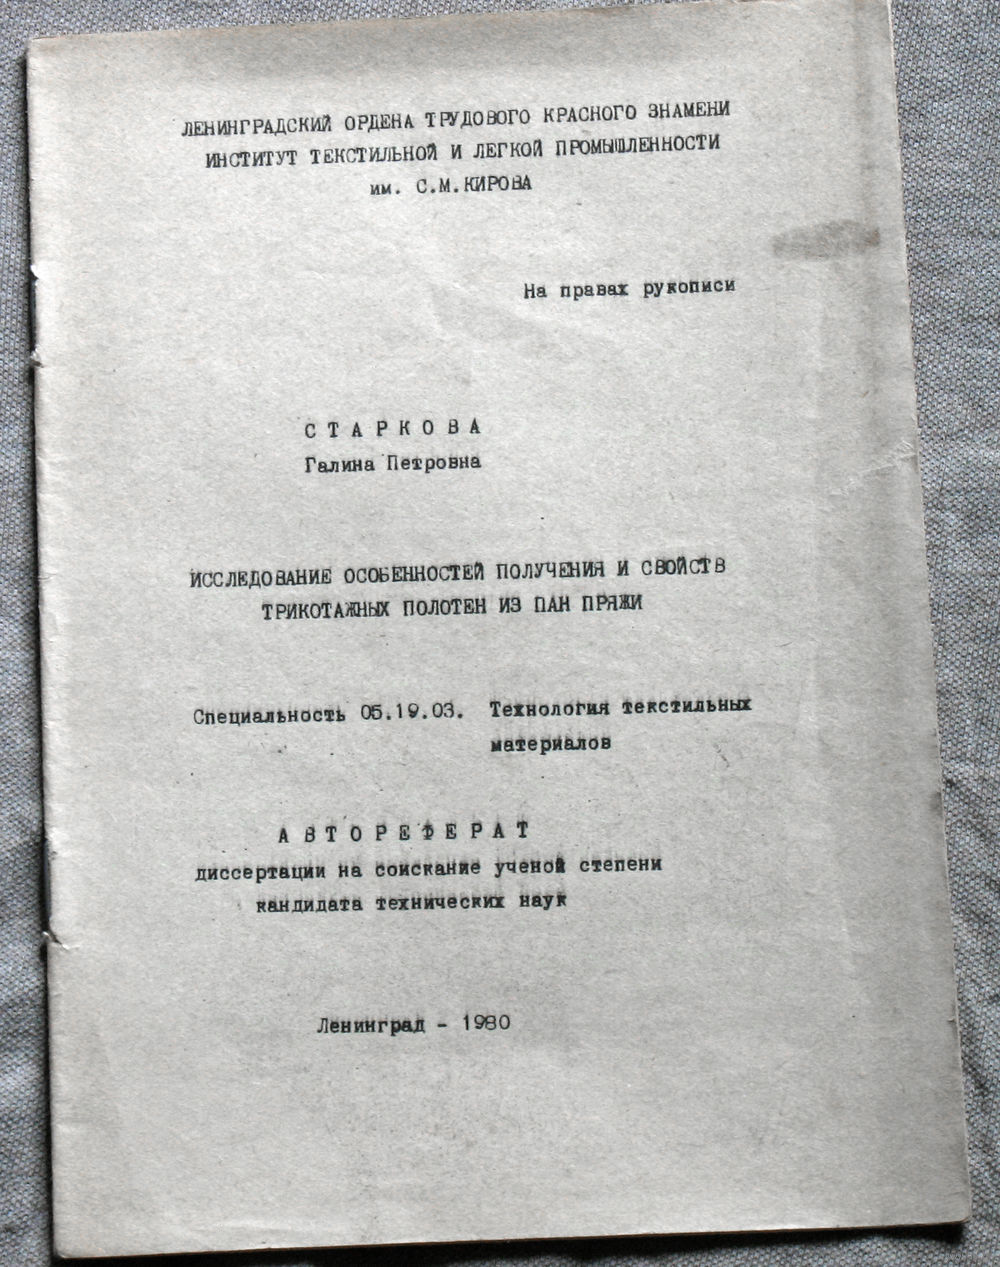 ЛЕНИНГРАДСКИЙ ОРДЕНА ТРУДОВОГО КРАСНОГО ЗНАМЕНИ
ИНСТИТУТ ТЕКСТИЛЬНОЙ И ЛЕГКОЙ ПРОМЫШЛЕННОСТИ
им. С.М.КИРОВА
На правах рукописи
СТАРКОВА
Галина Петровна
ИССЛЕДОВАНИЕ ОСОБЕННОСТЕЙ ПОЛУЧЕНИЯ И СВОЙСТВ
ТРИКОТАЖНЫХ ПОЛОТЕН ИЗ ПАН ПРЯЖИ
Специальность 05.19.03. Технология текстильных
материалов
АВТОРЕФЕРАТ
диссертации на соискание ученой степени
кандидата технических наук
Ленинград - 1980